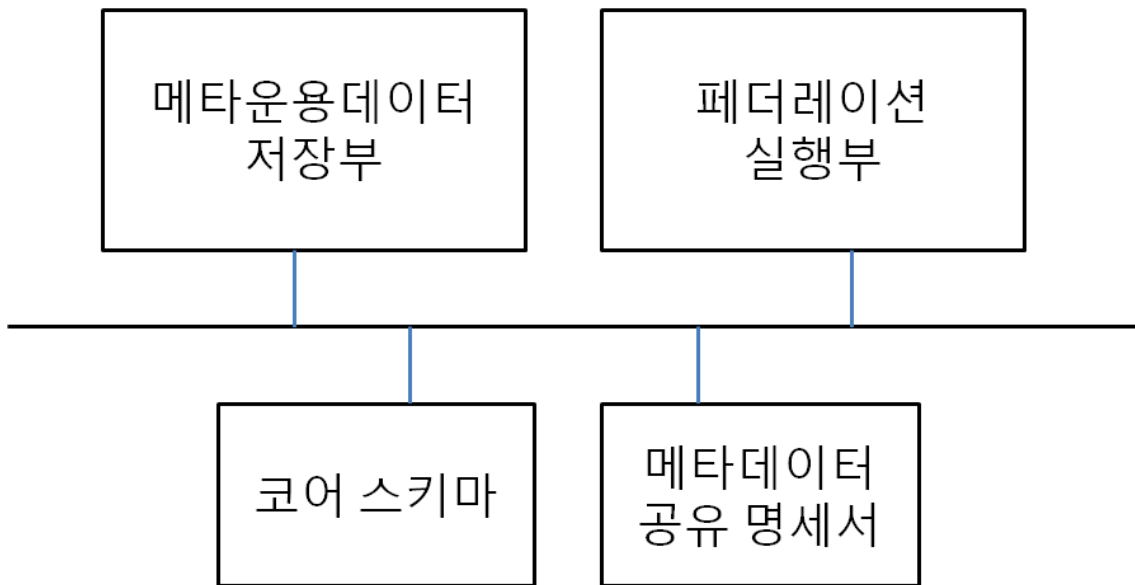 메타운용데이터
저장부
페더레이션
실행부
코어 스키마
메타데이터
공유 명세서